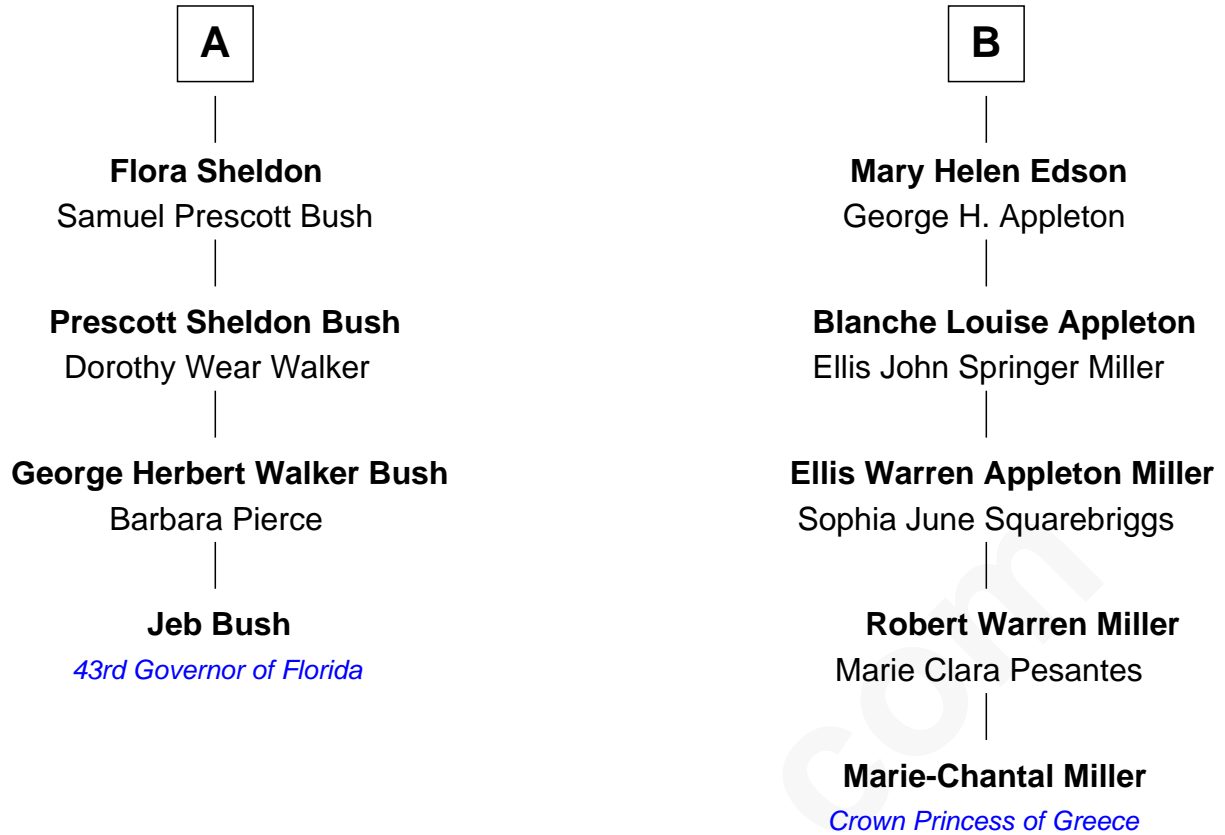 A
Flora Sheldon
Samuel Prescott Bush
Prescott Sheldon Bush
Dorothy Wear Walker
George Herbert Walker Bush
Barbara Pierce
Jeb Bush
43rd Governor of Florida
B
Mary Helen Edson
George H. Appleton
Blanche Louise Appleton
Ellis John Springer Miller
Ellis Warren Appleton Miller
Sophia June Squarebriggs
Robert Warren Miller
Marie Clara Pesantes
Marie-Chantal Miller
Crown Princess of Greece
com